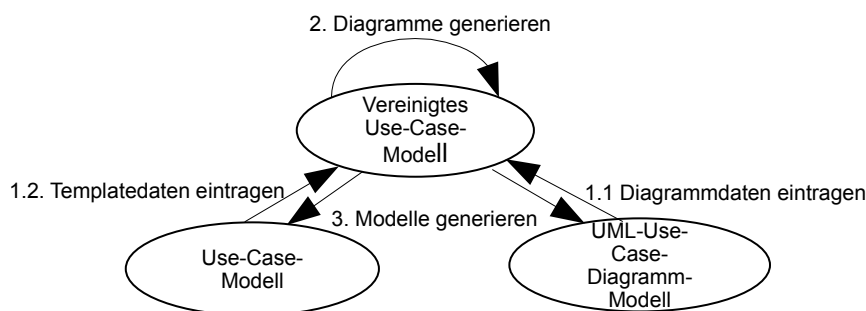 2. Diagramme generieren
Vereinigtes
Use-Case-
Modell
1.2. Templatedaten eintragen
1.1 Diagrammdaten eintragen
3. Modelle generieren
Use-Case-
Modell
UML-Use-
Case-
Diagramm-
Modell